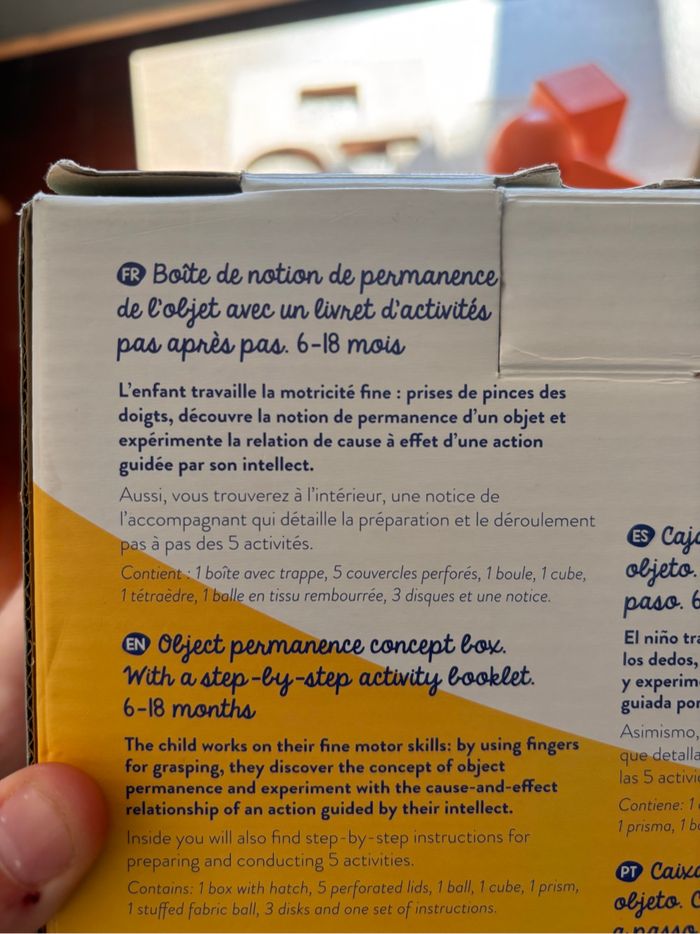 FR Boîte de notion de permanence
de l'objet avec un livret d'activités
pas après pas. 6-18 mois
L'enfant travaille la motricité fine : prises de pinces des
doigts, découvre la notion de permanence d'un objet et
expérimente la relation de cause à effet d'une action
guidée par son intellect.
Aussi, vous trouverez à l'intérieur, une notice de
l'accompagnant qui détaille la préparation et le déroulement
pas à pas des 5 activités.
Contient : 1 boîte avec trappe, 5 couvercles perforés, 1 boule, 1 cube,
1 tétraèdre, 1 balle en tissu rembourrée, 3 disques et une notice.
EN Object permanence concept box.
With a step-by-step activity booklet.
6-18 months
The child works on their fine motor skills: by using fingers
for grasping, they discover the concept of object
permanence and experiment with the cause-and-effect
relationship of an action guided by their intellect.
Inside you will also find step-by-step instructions for
preparing and conducting 5 activities.
Contains: 1 box with hatch, 5 perforated lids, 1 ball, 1 cube, 1 prism,
1 stuffed fabric ball, 3 disks and one set of instructions.
ES
objeto.
paso. 6
El niño
los dedos,
y
guiada
Asimismo,
que
las 5
Contiene: 1
1 prisma, 1
PT
objeto.